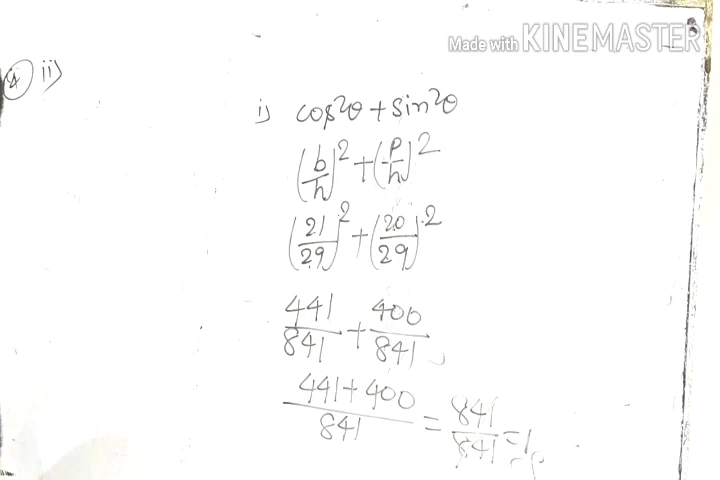 Made with KINEMASTER
4 ii)
i) cos²θ + sin²θ
(b/h)² + (p/h)²
(21/29)² + (20/29)²
441/841 + 400/841
441+400/841 = 841/841 = 1